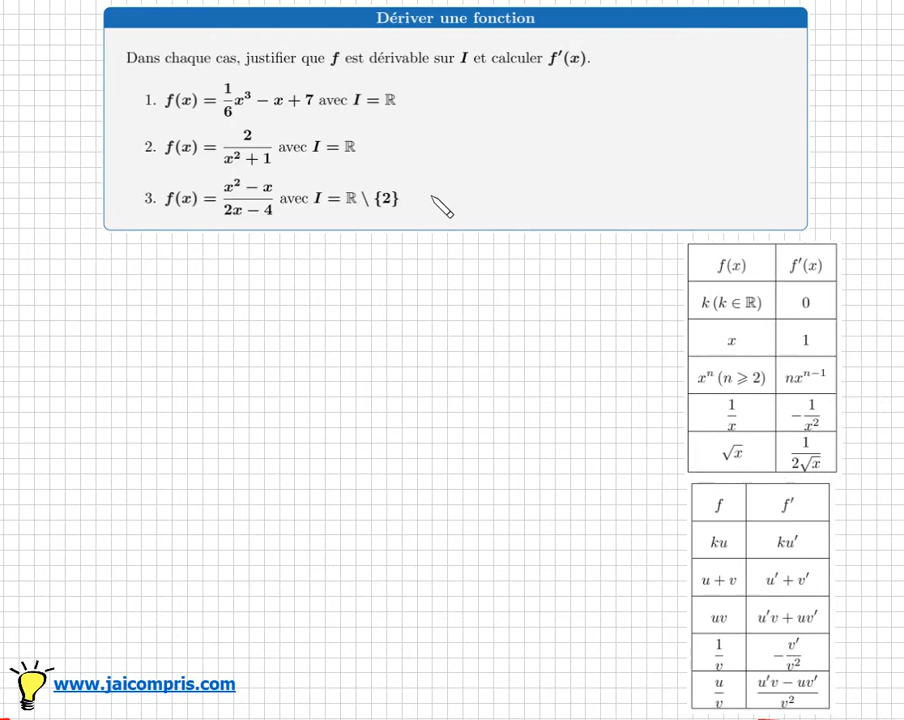 Dériver une fonction
Dans chaque cas, justifier que f est dérivable sur I et calculer f′(x).
1. f(x) = 1/6 x³ − x + 7 avec I = ℝ
2. f(x) = 2/(x² + 1) avec I = ℝ
3. f(x) = (x² − x)/(2x − 4) avec I = ℝ \ {2}
f(x) f′(x)
k (k ∈ ℝ) 0
x 1
xⁿ (n ⩾ 2) nxⁿ⁻¹
1/x −1/x²
√x 1/(2√x)
f f′
ku ku′
u + v u′ + v′
uv u′v + uv′
1/v −v′/v²
u/v (u′v − uv′)/v²
www.jaicompris.com